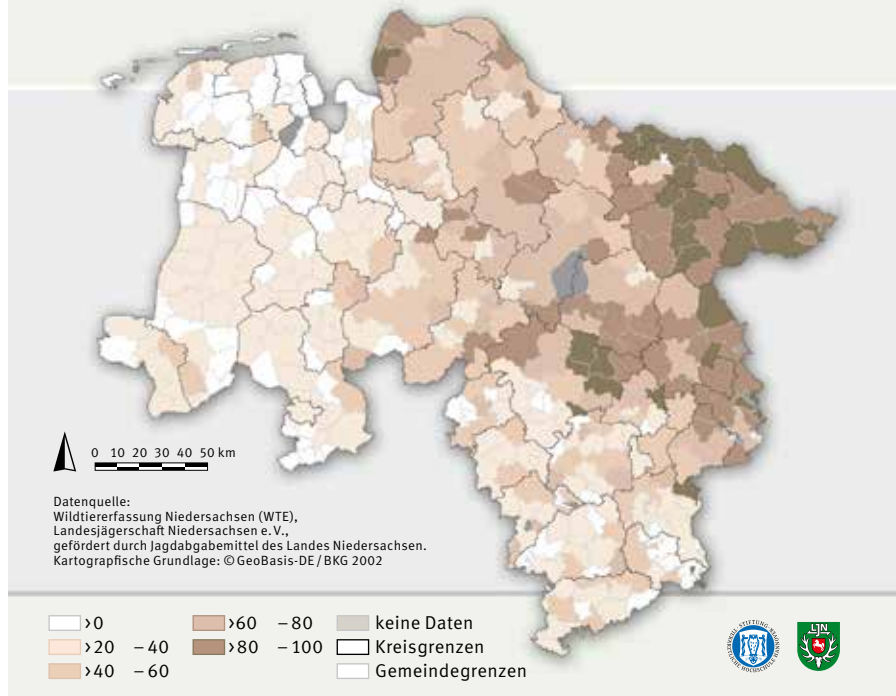 0 10 20 30 40 50 km
Datenquelle:
Wildtiererfassung Niedersachsen (WTE),
Landesjägerschaft Niedersachsen e.V.,
gefördert durch Jagdabgabemittel des Landes Niedersachsen.
Kartografische Grundlage: © GeoBasis-DE / BKG 2002
>0
>20 – 40
>40 – 60
>60 – 80
>80 – 100
keine Daten
Kreisgrenzen
Gemeindegrenzen
LJN